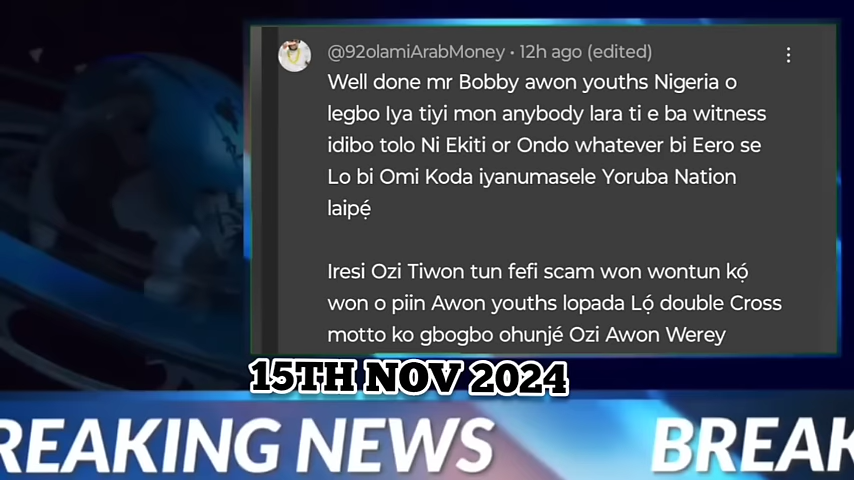 @92olamiArabMoney • 12h ago (edited)
Well done mr Bobby awon youths Nigeria o
legbo Iya tiyi mon anybody lara ti e ba witness
idibo tolo Ni Ekiti or Ondo whatever bi Eero se
Lo bi Omi Koda iyanumasele Yoruba Nation
laipẹ́
Iresi Ozi Tiwon tun fefi scam won wontun kọ́
won o piin Awon youths lopada Lọ́ double Cross
motto ko gbogbo ohunjé Ozi Awon Werey
15TH NOV 2024
REAKING NEWS BREAK